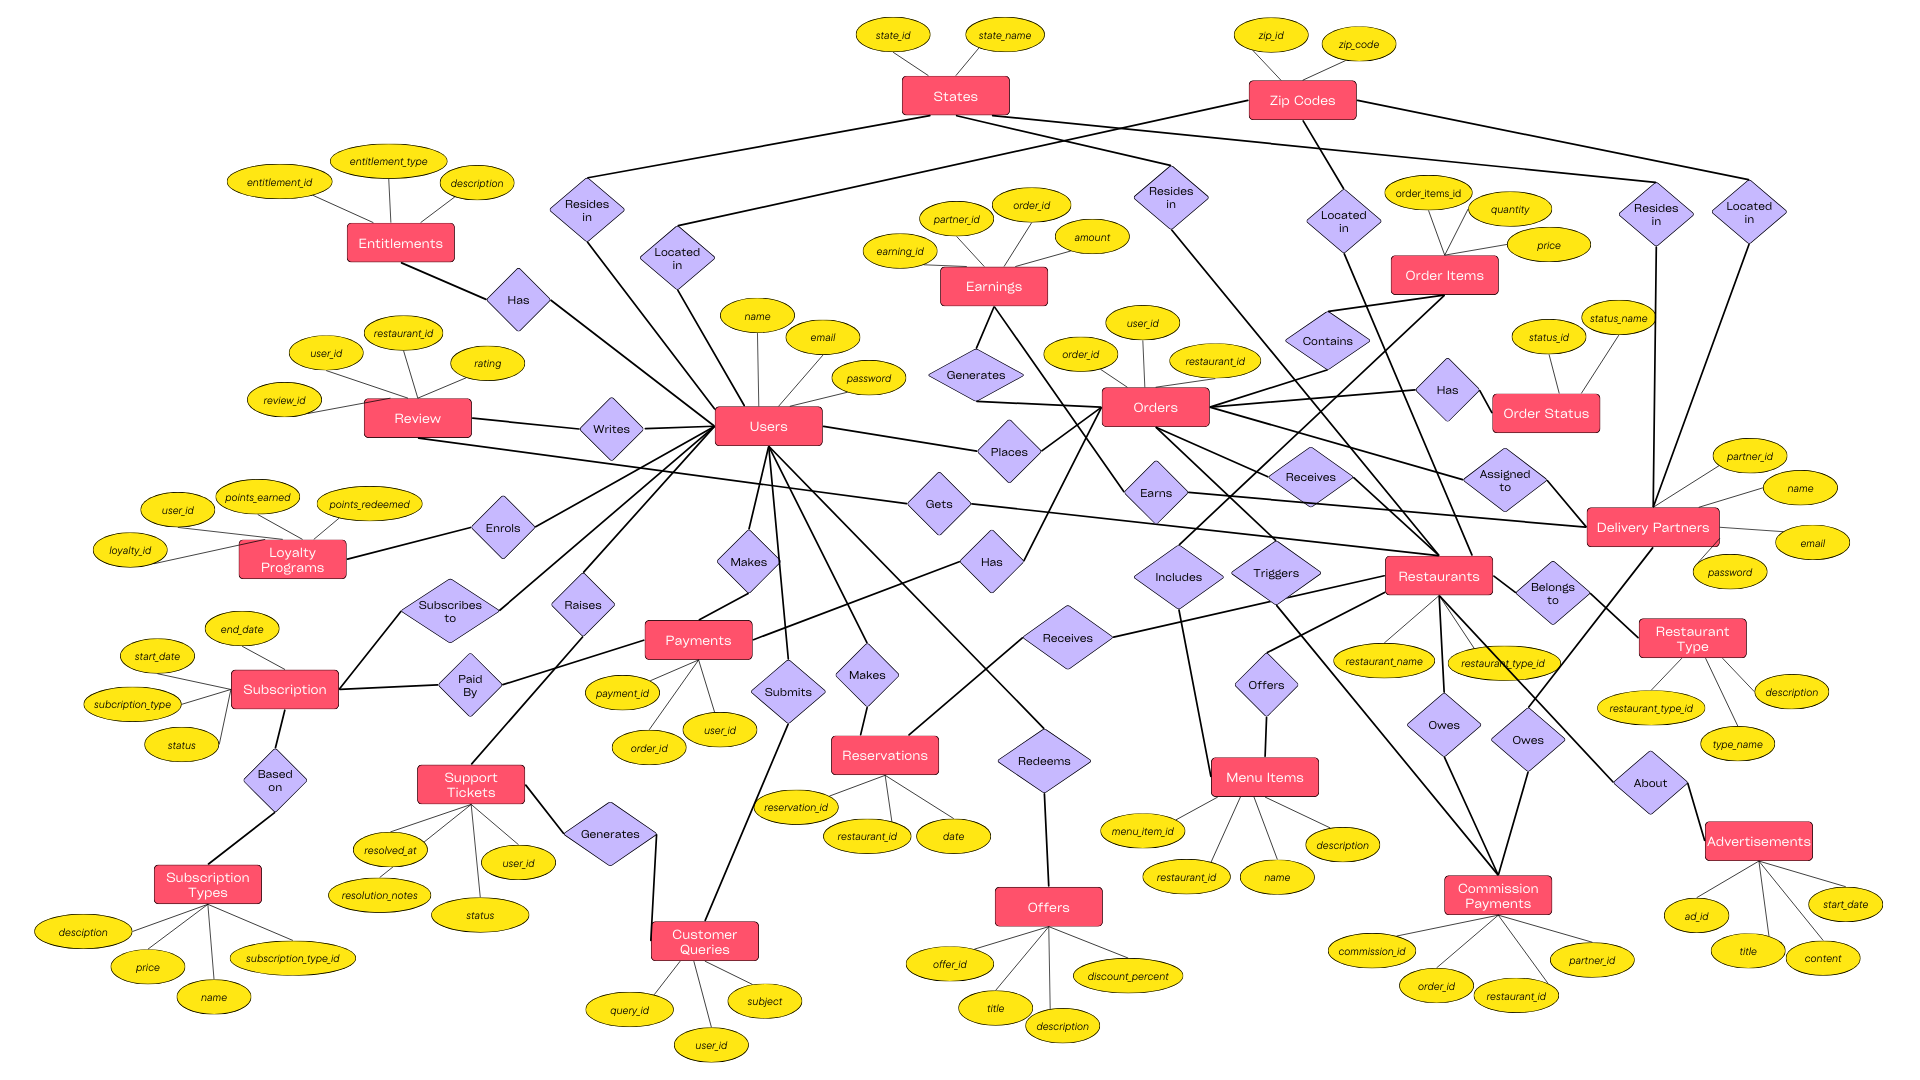 state_id
state_name
zip_id
zip_code
States
Zip Codes
entitlement_id
entitlement_type
description
Entitlements
Resides
in
Located
in
partner_id
order_id
earning_id
amount
Earnings
Resides
in
Located
in
order_items_id
quantity
price
Order Items
Resides
in
Located
in
Has
review_id
user_id
restaurant_id
rating
Review
Writes
name
email
password
Users
Generates
order_id
user_id
restaurant_id
Orders
Contains
Has
status_id
status_name
Order Status
Places
Gets
Earns
Receives
Assigned
to
partner_id
name
email
password
Delivery Partners
loyalty_id
user_id
points_earned
points_redeemed
Loyalty
Programs
Enrols
Subscribes
to
Raises
Makes
Has
Includes
Triggers
Restaurants
Belongs
to
restaurant_name
restaurant_type_id
Restaurant
Type
restaurant_type_id
type_name
description
end_date
start_date
subcription_type
status
Subscription
Paid
By
Payments
payment_id
order_id
user_id
Submits
Makes
Receives
Offers
Owes
Owes
Based
on
Support
Tickets
resolved_at
resolution_notes
status
user_id
Generates
Reservations
reservation_id
restaurant_id
date
Redeems
Menu Items
menu_item_id
restaurant_id
name
description
About
Advertisements
ad_id
title
content
start_date
Subscription
Types
desciption
price
name
subscription_type_id
Customer
Queries
query_id
user_id
subject
Offers
offer_id
title
description
discount_percent
Commission
Payments
commission_id
order_id
restaurant_id
partner_id